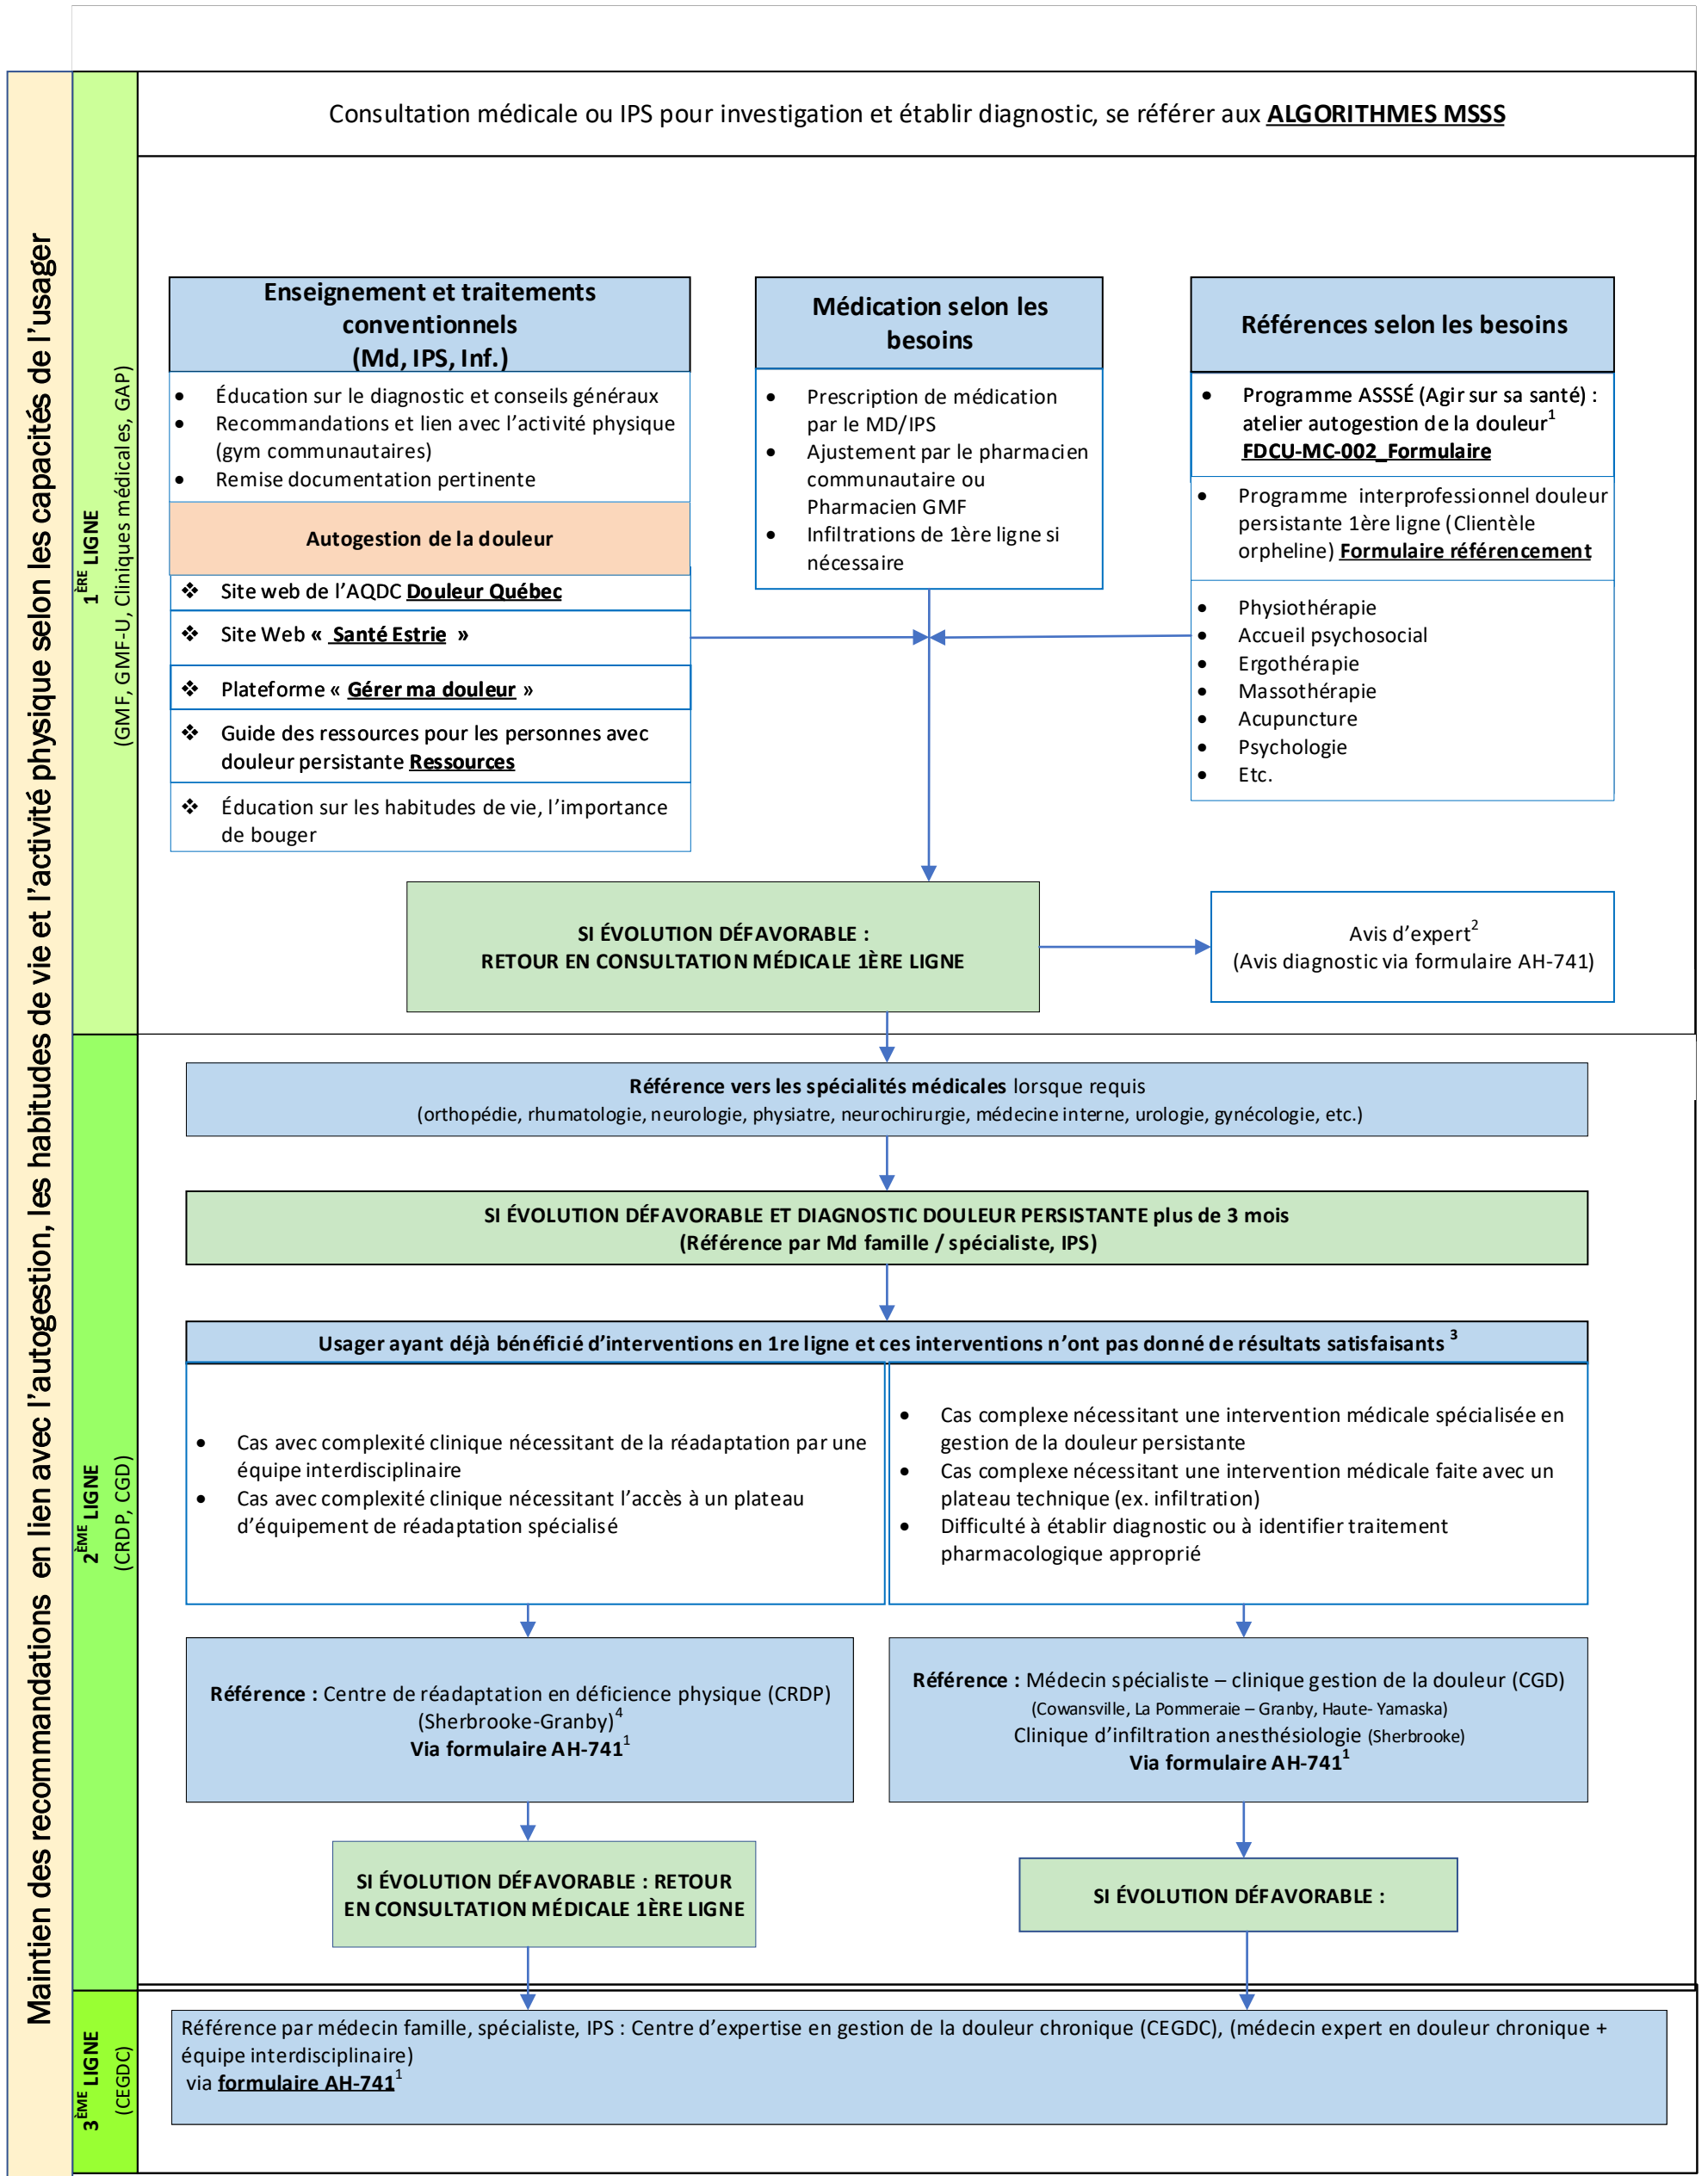 Maintien des recommandations en lien avec l'autogestion, les habitudes de vie et l'activité physique selon les capacités de l'usager
1ÈRE LIGNE
(GMF, GMF-U, Cliniques médicales, GAP)
Consultation médicale ou IPS pour investigation et établir diagnostic, se référer aux ALGORITHMES MSSS
Enseignement et traitements
conventionnels
(Md, IPS, Inf.)
• Éducation sur le diagnostic et conseils généraux
• Recommandations et lien avec l'activité physique
(gym communautaires)
• Remise documentation pertinente
Autogestion de la douleur
❖ Site web de l'AQDC Douleur Québec
❖ Site Web « Santé Estrie »
❖ Plateforme « Gérer ma douleur »
❖ Guide des ressources pour les personnes avec
douleur persistante Ressources
❖ Éducation sur les habitudes de vie, l'importance
de bouger
Médication selon les
besoins
• Prescription de médication
par le MD/IPS
• Ajustement par le pharmacien
communautaire ou
Pharmacien GMF
• Infiltrations de 1ère ligne si
nécessaire
Références selon les besoins
• Programme ASSSÉ (Agir sur sa santé) :
atelier autogestion de la douleur1
FDCU-MC-002_Formulaire
• Programme interprofessionnel douleur
persistante 1ère ligne (Clientèle
orpheline) Formulaire référencement
• Physiothérapie
• Accueil psychosocial
• Ergothérapie
• Massothérapie
• Acupuncture
• Psychologie
• Etc.
SI ÉVOLUTION DÉFAVORABLE :
RETOUR EN CONSULTATION MÉDICALE 1ÈRE LIGNE
Avis d'expert2
(Avis diagnostic via formulaire AH-741)
2ÈME LIGNE
(CRDP, CGD)
Référence vers les spécialités médicales lorsque requis
(orthopédie, rhumatologie, neurologie, physiatre, neurochirurgie, médecine interne, urologie, gynécologie, etc.)
SI ÉVOLUTION DÉFAVORABLE ET DIAGNOSTIC DOULEUR PERSISTANTE plus de 3 mois
(Référence par Md famille / spécialiste, IPS)
Usager ayant déjà bénéficié d'interventions en 1re ligne et ces interventions n'ont pas donné de résultats satisfaisants 3
• Cas avec complexité clinique nécessitant de la réadaptation par une
équipe interdisciplinaire
• Cas avec complexité clinique nécessitant l'accès à un plateau
d'équipement de réadaptation spécialisé
• Cas complexe nécessitant une intervention médicale spécialisée en
gestion de la douleur persistante
• Cas complexe nécessitant une intervention médicale faite avec un
plateau technique (ex. infiltration)
• Difficulté à établir diagnostic ou à identifier traitement
pharmacologique approprié
Référence : Centre de réadaptation en déficience physique (CRDP)
(Sherbrooke-Granby)4
Via formulaire AH-7411
Référence : Médecin spécialiste – clinique gestion de la douleur (CGD)
(Cowansville, La Pommeraie – Granby, Haute- Yamaska)
Clinique d'infiltration anesthésiologie (Sherbrooke)
Via formulaire AH-7411
SI ÉVOLUTION DÉFAVORABLE : RETOUR
EN CONSULTATION MÉDICALE 1ÈRE LIGNE
SI ÉVOLUTION DÉFAVORABLE :
3ÈME LIGNE
(CEGDC)
Référence par médecin famille, spécialiste, IPS : Centre d'expertise en gestion de la douleur chronique (CEGDC), (médecin expert en douleur chronique +
équipe interdisciplinaire)
via formulaire AH-7411